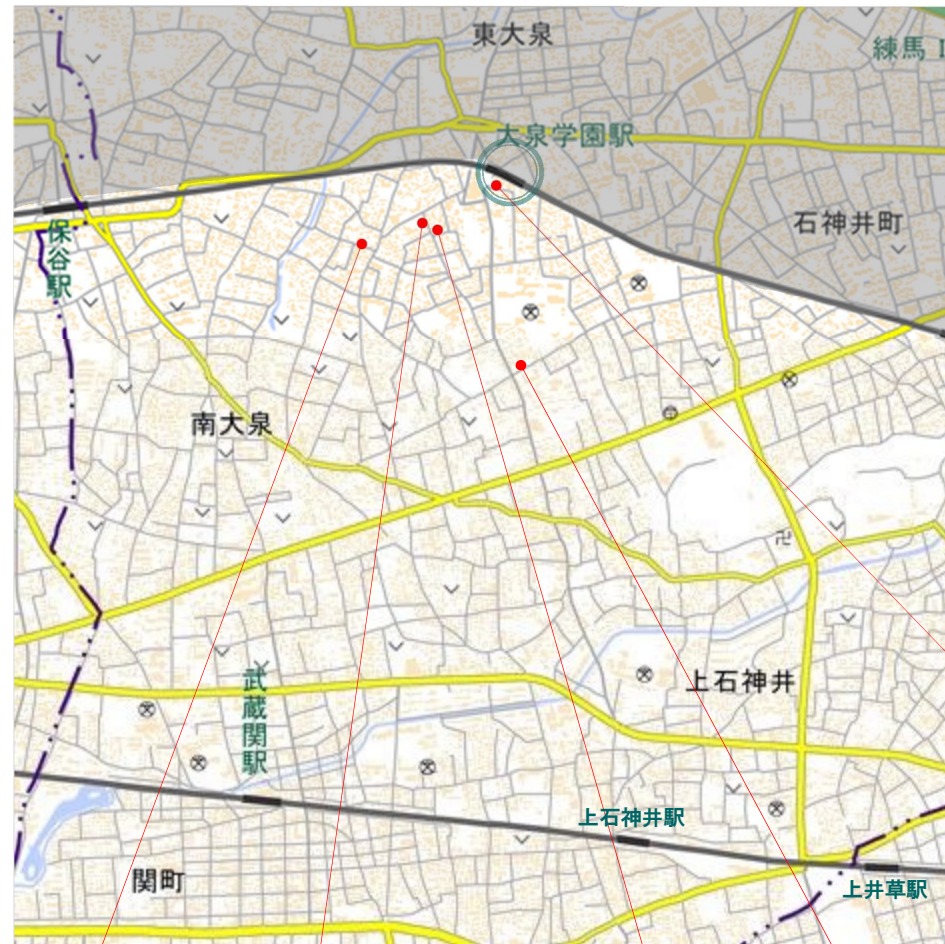 東大泉
練馬
大泉学園駅
石神井町
保谷駅
南大泉
武蔵関駅
上石神井
上石神井駅
関町
上井草駅